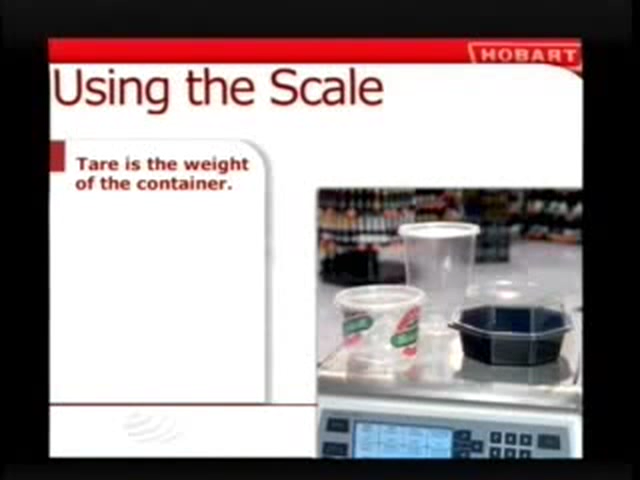 HOBART
Using the Scale
Tare is the weight
of the container.